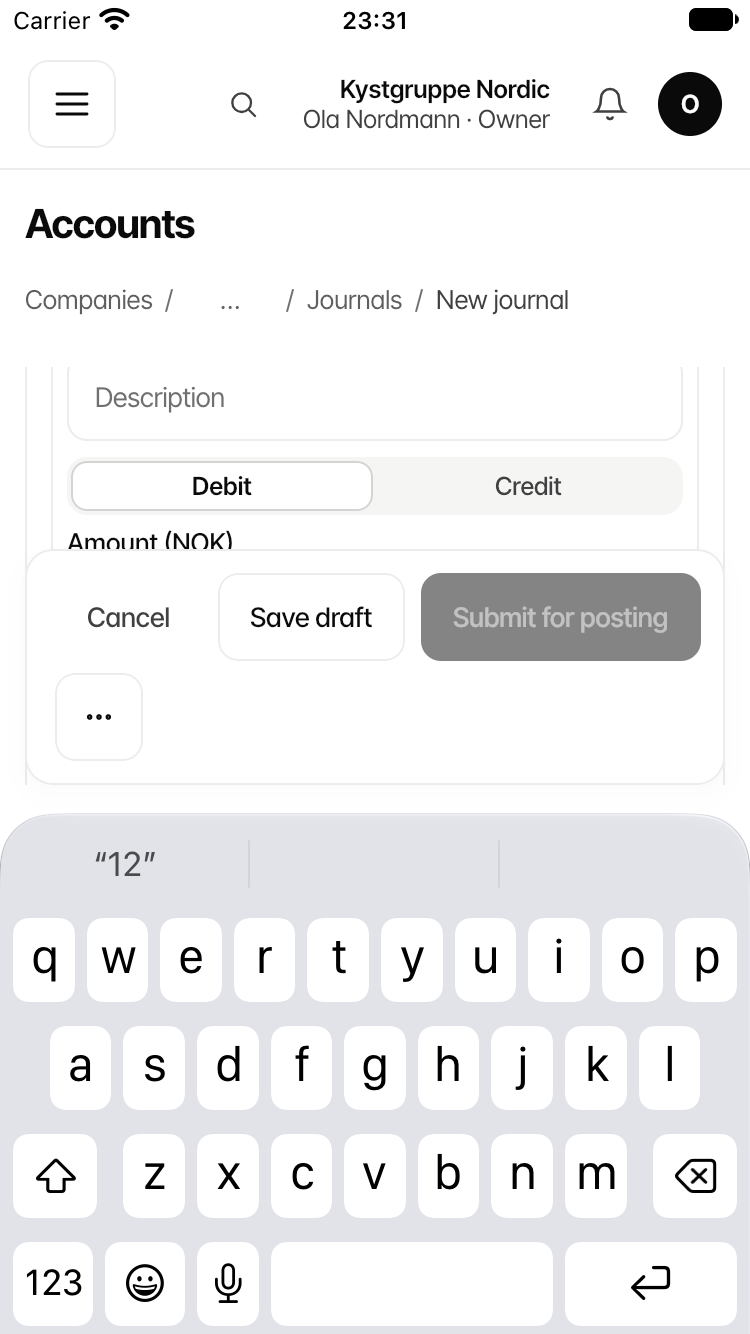 Carrier 23:31
Kystgruppe Nordic
Ola Nordmann · Owner
O
Accounts
Companies / ... / Journals / New journal
Description
Debit Credit
Amount (NOK)
Cancel Save draft Submit for posting
...
“12”
q w e r t y u i o p
a s d f g h j k l
z x c v b n m
123